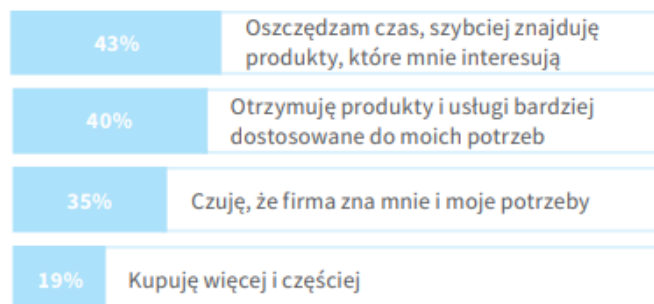 43%
Oszczędzam czas, szybciej znajduję
produkty, które mnie interesują
40%
Otrzymuję produkty i usługi bardziej
dostosowane do moich potrzeb
35%
Czuję, że firma zna mnie i moje potrzeby
19%
Kupuję więcej i częściej